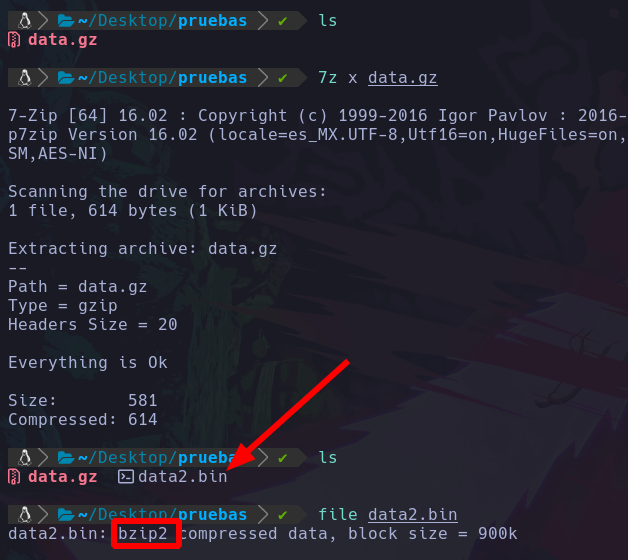 ~/Desktop/pruebas ✔ ls
data.gz
~/Desktop/pruebas ✔ 7z x data.gz
7-Zip [64] 16.02 : Copyright (c) 1999-2016 Igor Pavlov : 2016-
p7zip Version 16.02 (locale=es_MX.UTF-8,Utf16=on,HugeFiles=on,
SM,AES-NI)
Scanning the drive for archives:
1 file, 614 bytes (1 KiB)
Extracting archive: data.gz
--
Path = data.gz
Type = gzip
Headers Size = 20
Everything is Ok
Size: 581
Compressed: 614
~/Desktop/pruebas ✔ ls
data.gz data2.bin
~/Desktop/pruebas ✔ file data2.bin
data2.bin: bzip2 compressed data, block size = 900k